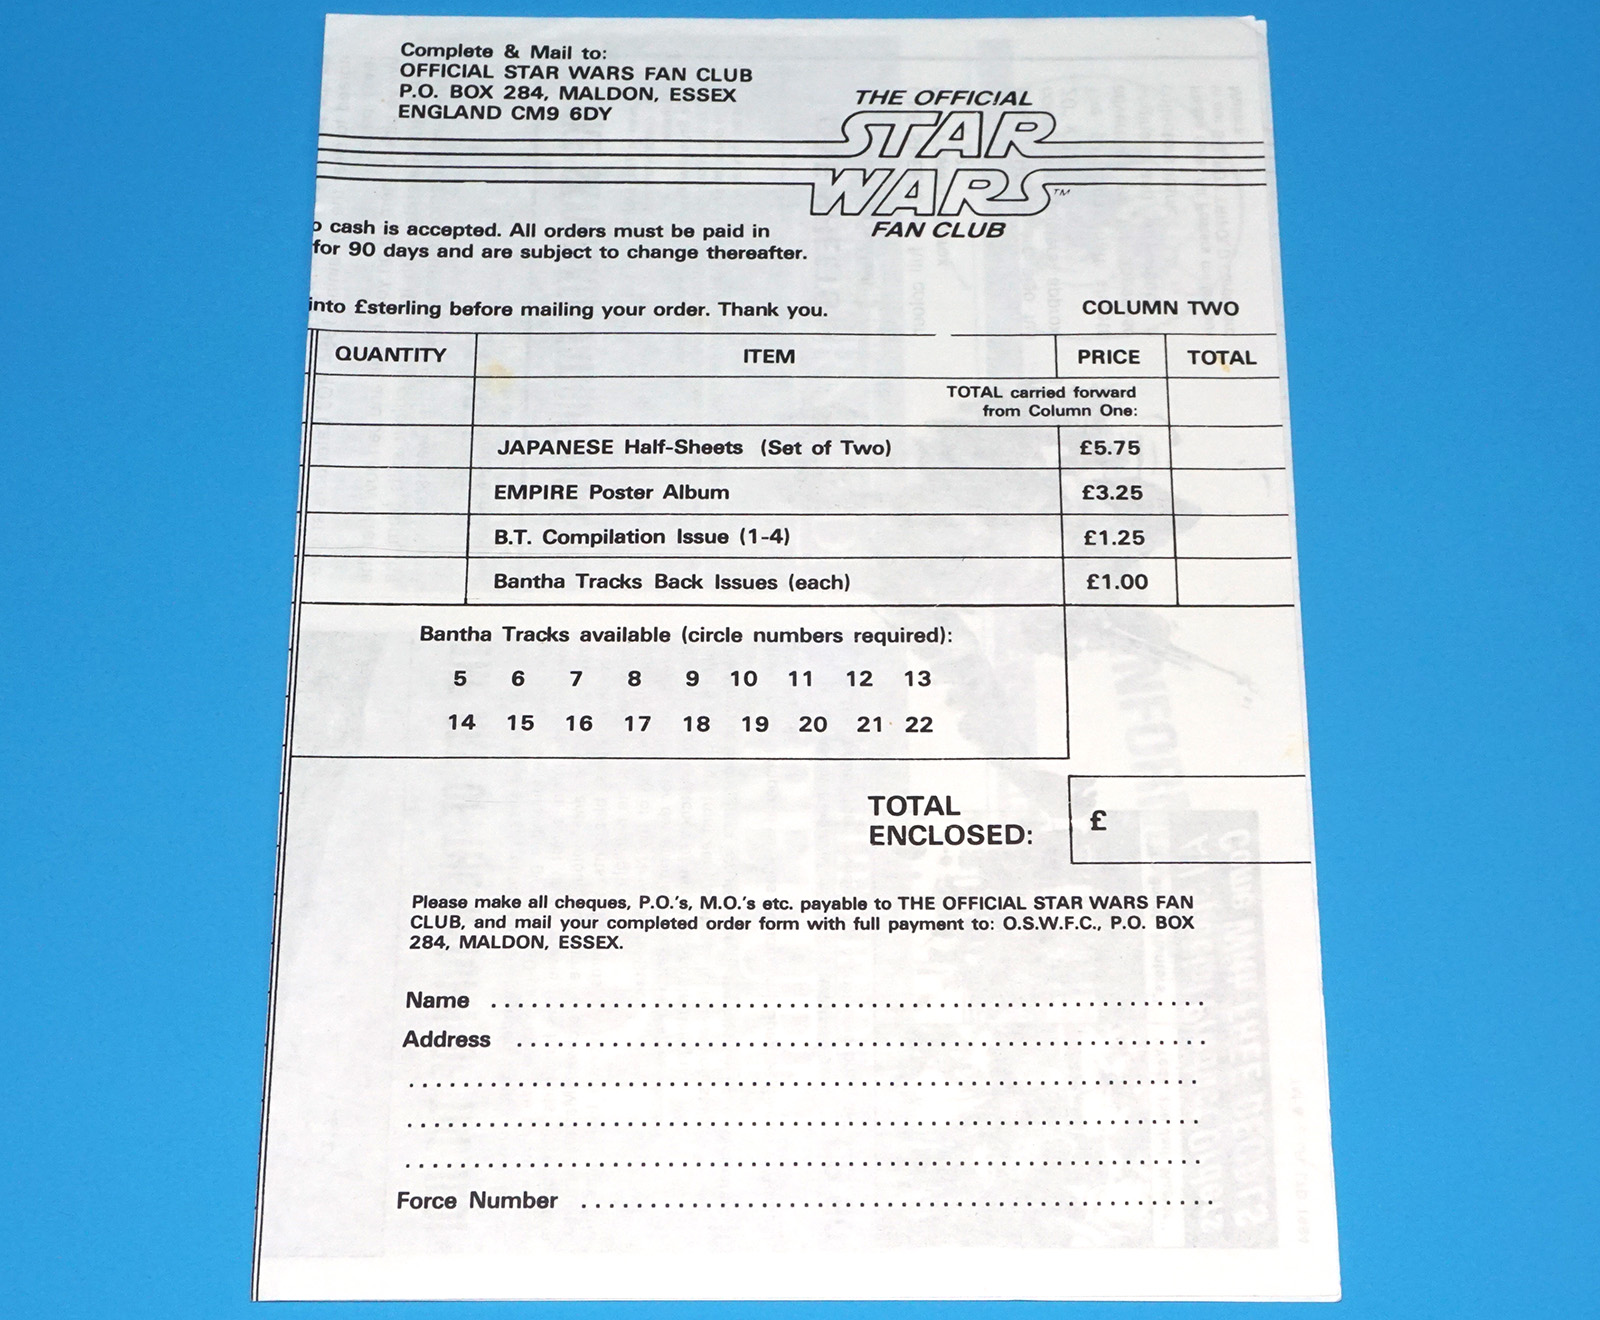 Complete & Mail to:
OFFICIAL STAR WARS FAN CLUB
P.O. BOX 284, MALDON, ESSEX
ENGLAND CM9 6DY
THE OFFICIAL
STAR
WARS™
FAN CLUB
cash is accepted. All orders must be paid in
for 90 days and are subject to change thereafter.
into £sterling before mailing your order. Thank you.
COLUMN TWO
QUANTITY ITEM PRICE TOTAL
TOTAL carried forward
from Column One:
JAPANESE Half-Sheets (Set of Two) £5.75
EMPIRE Poster Album £3.25
B.T. Compilation Issue (1-4) £1.25
Bantha Tracks Back Issues (each) £1.00
Bantha Tracks available (circle numbers required):
5 6 7 8 9 10 11 12 13
14 15 16 17 18 19 20 21 22
TOTAL
ENCLOSED:
£
Please make all cheques, P.O.'s, M.O.'s etc. payable to THE OFFICIAL STAR WARS FAN
CLUB, and mail your completed order form with full payment to: O.S.W.F.C., P.O. BOX
284, MALDON, ESSEX.
Name
Address
Force Number